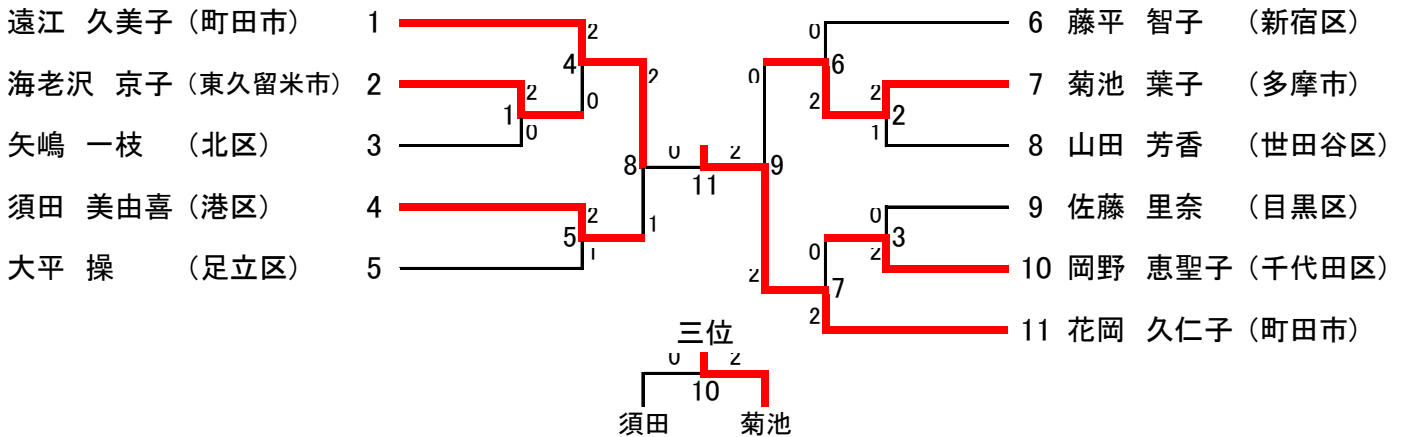 遠江 久美子 （町田市） 1
海老沢 京子 （東久留米市） 2
矢嶋 一枝 （北区） 3
須田 美由喜 （港区） 4
大平 操 （足立区） 5
2
4
2
2
0
1
0
8
0
2
5
1
1
11
0
6
0
2
2
2
1
9
0
3
0
2
2
7
2
6 藤平 智子 （新宿区）
7 菊池 葉子 （多摩市）
8 山田 芳香 （世田谷区）
9 佐藤 里奈 （目黒区）
10 岡野 恵聖子 （千代田区）
11 花岡 久仁子 （町田市）
三位
0 2
10
須田 菊池